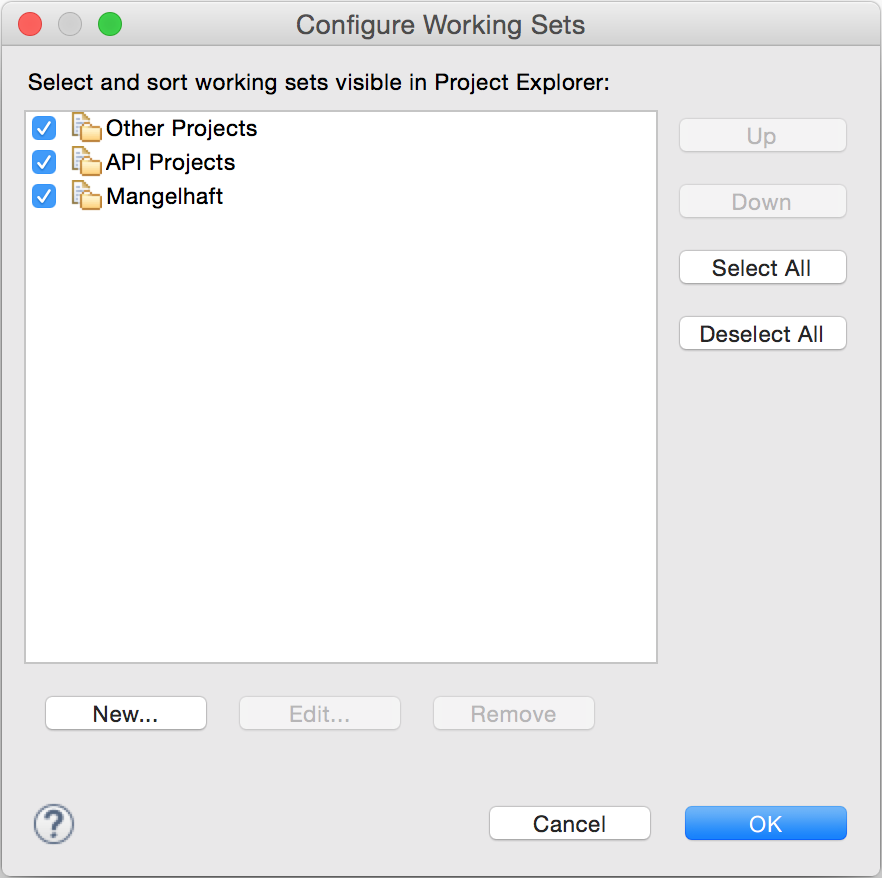 Configure Working Sets
Select and sort working sets visible in Project Explorer:
Other Projects
API Projects
Mangelhaft
Up
Down
Select All
Deselect All
New...
Edit...
Remove
?
Cancel
OK